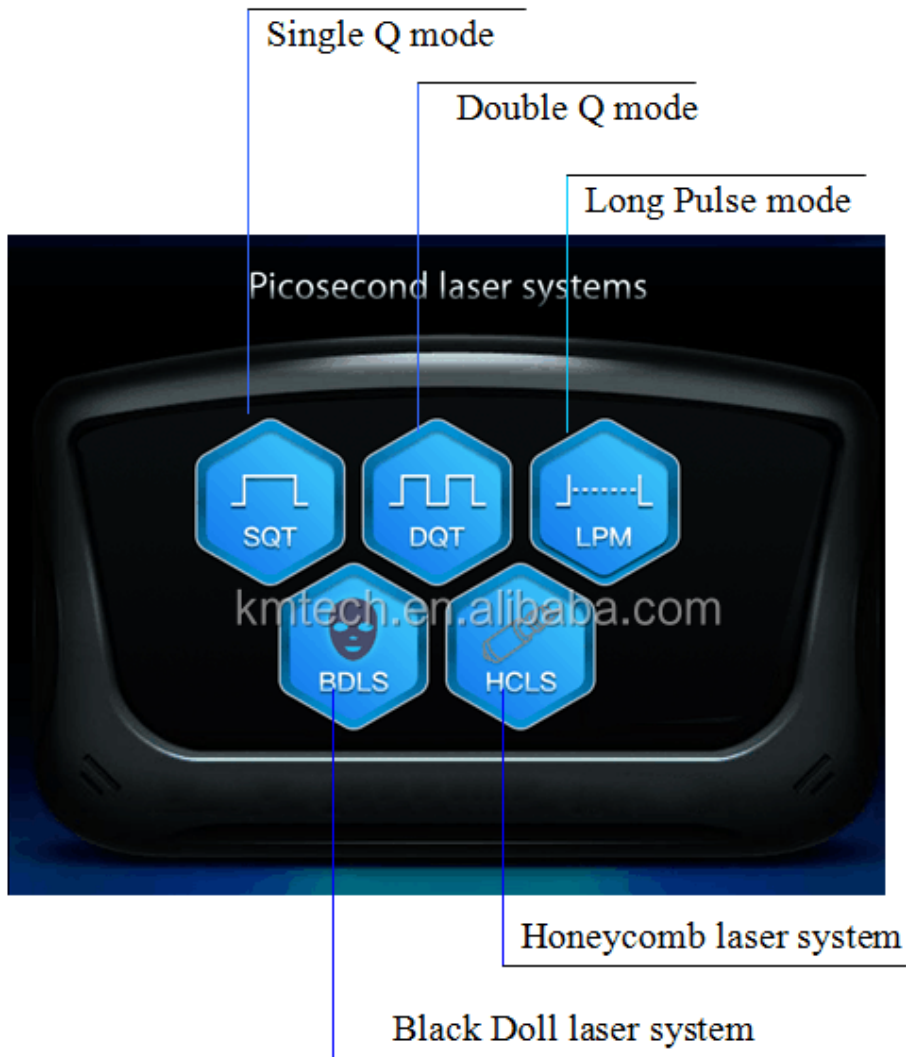 Single Q mode
Double Q mode
Long Pulse mode
Picosecond laser systems
SQT
DQT
LPM
kmtech.en.alibaba.com
BDLS
HCLS
Honeycomb laser system
Black Doll laser system